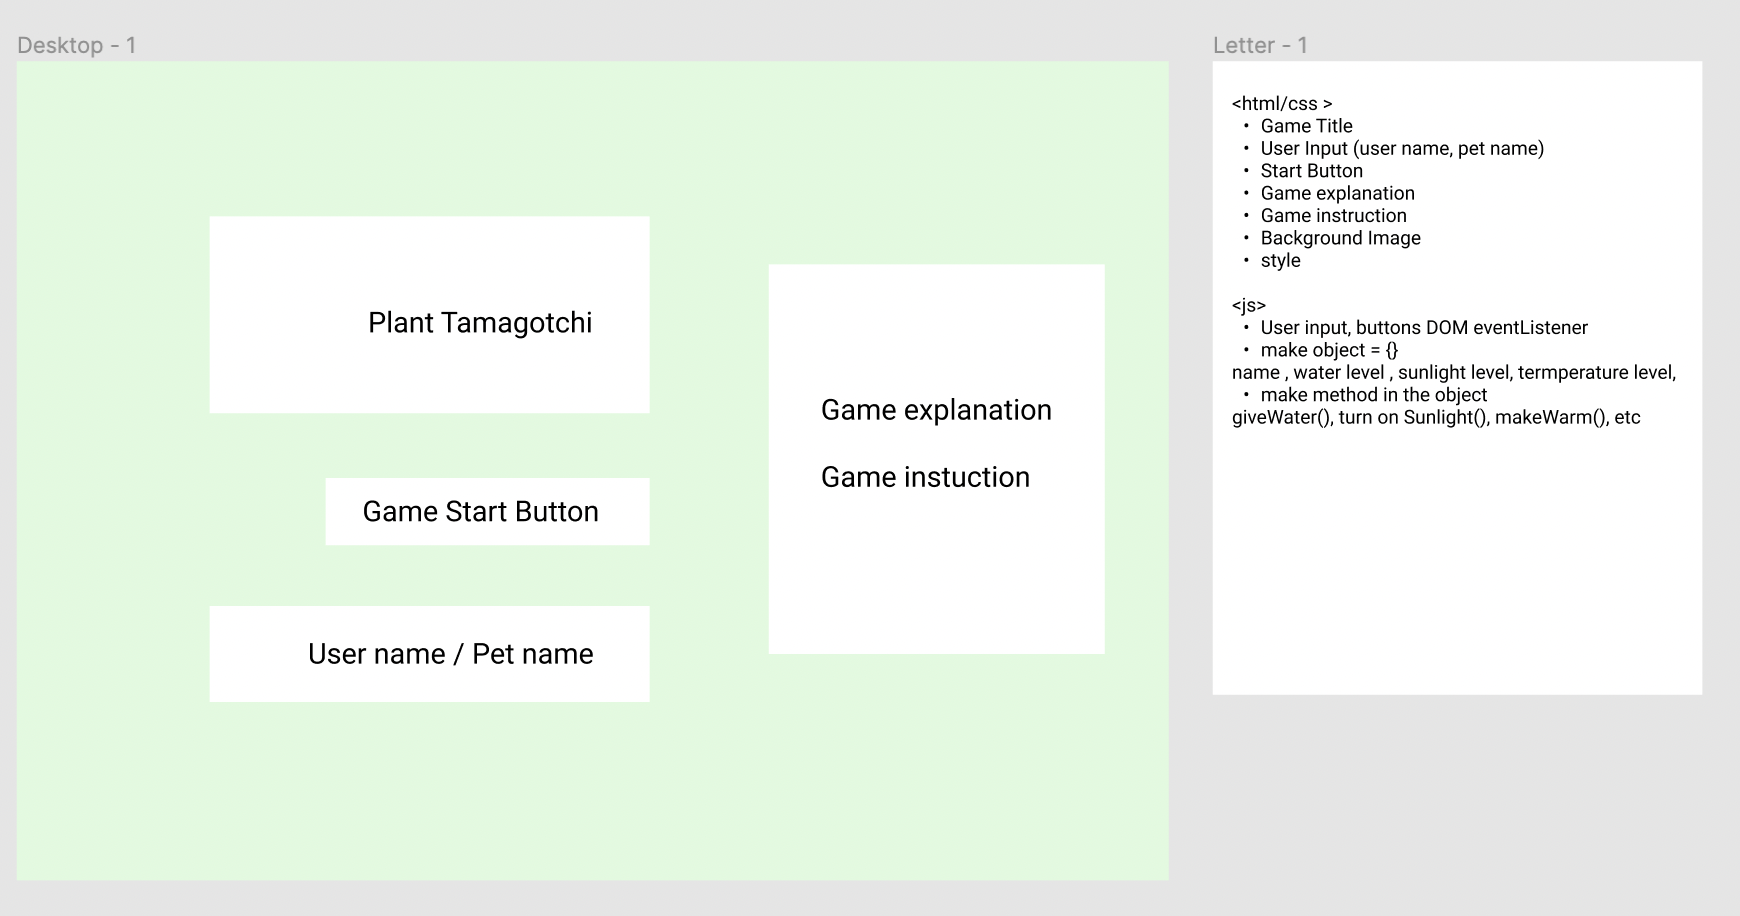 Desktop - 1
Plant Tamagotchi
Game Start Button
User name / Pet name
Game explanation
Game instuction
Letter - 1
<html/css >
• Game Title
• User Input (user name, pet name)
• Start Button
• Game explanation
• Game instruction
• Background Image
• style
<js>
• User input, buttons DOM eventListener
• make object = {}
name , water level , sunlight level, termperature level,
• make method in the object
giveWater(), turn on Sunlight(), makeWarm(), etc